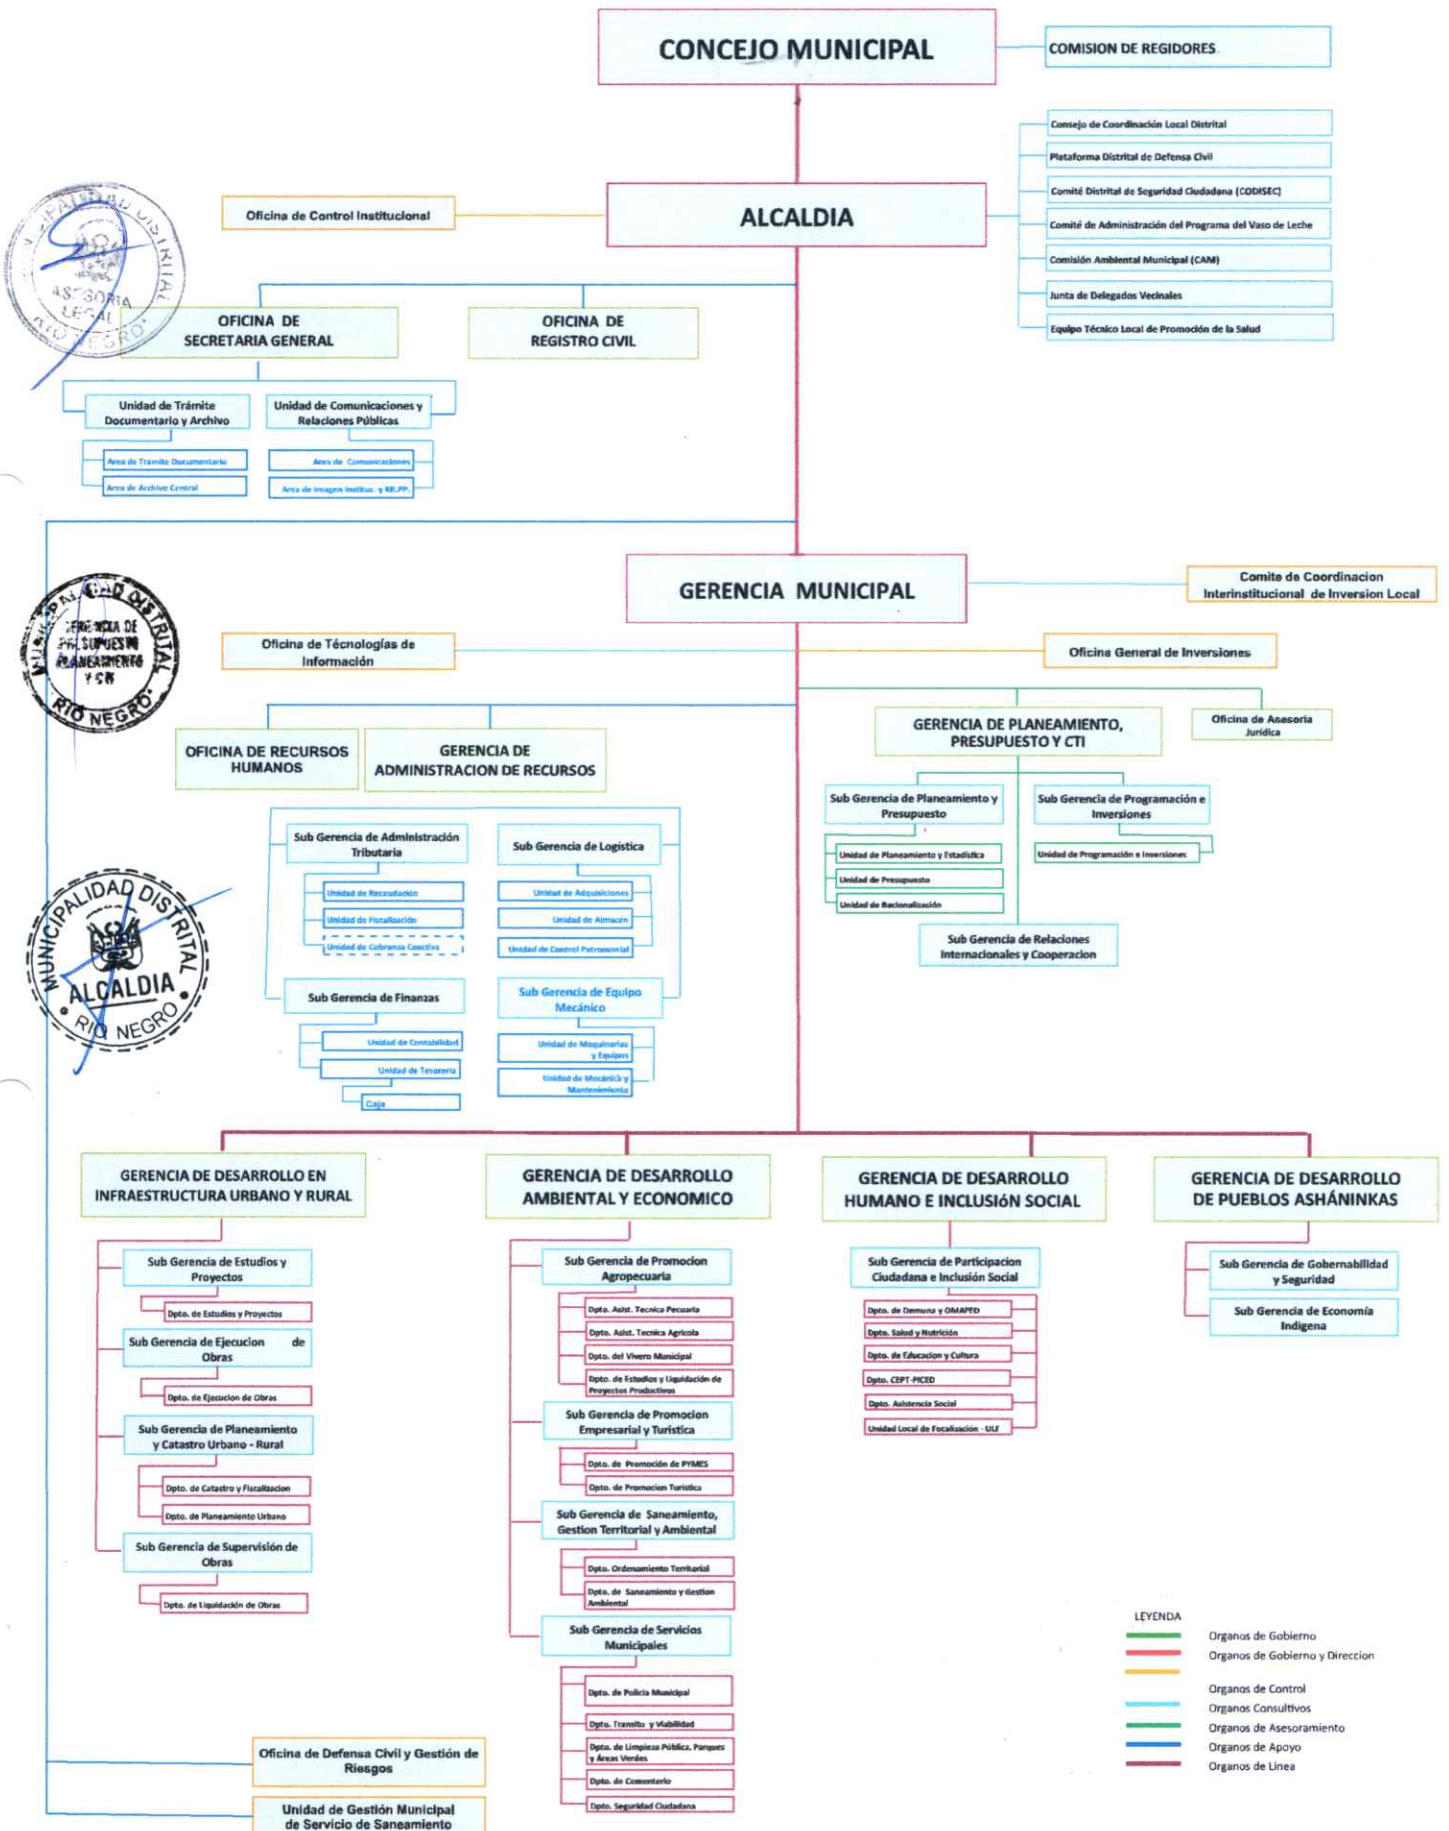 CONCEJO MUNICIPAL
COMISION DE REGIDORES
Consejo de Coordinación Local Distrital
Plataforma Distrital de Defensa Civil
Comité Distrital de Seguridad Ciudadana (CODISEC)
Comité de Administración del Programa del Vaso de Leche
Comisión Ambiental Municipal (CAM)
Junta de Delegados Vecinales
Equipo Técnico Local de Promoción de la Salud
ALCALDIA
Oficina de Control Institucional
DISTRITAL
ASESORIA
LEGAL
RIO NEGRO
OFICINA DE
SECRETARIA GENERAL
OFICINA DE
REGISTRO CIVIL
Unidad de Trámite
Documentario y Archivo
Unidad de Comunicaciones y
Relaciones Públicas
Area de Tramite Documentario
Area de Archivo Central
Area de Comunicaciones
Area de Imagen Institus. y RR.PP.
GERENCIA MUNICIPAL
Comite de Coordinacion
Interinstitucional de Inversion Local
MUNICIPALIDAD DISTRITAL
GERENCIA DE
PRESUPUESTO
PLANEAMIENTO
RIO NEGRO
Oficina de Técnologías de
Información
Oficina General de Inversiones
OFICINA DE RECURSOS
HUMANOS
GERENCIA DE
ADMINISTRACION DE RECURSOS
GERENCIA DE PLANEAMIENTO,
PRESUPUESTO Y CTI
Oficina de Asesoria
Jurídica
Sub Gerencia de Planeamiento y
Presupuesto
Sub Gerencia de Programación e
Inversiones
Unidad de Planeamiento y Estadística
Unidad de Presupuesto
Unidad de Racionalización
Unidad de Programación e Inversiones
Sub Gerencia de Relaciones
Internacionales y Cooperacion
Sub Gerencia de Administración
Tributaria
Unidad de Recaudación
Unidad de Fiscalización
Unidad de Cobranza Coactiva
Sub Gerencia de Logística
Unidad de Adquisiciones
Unidad de Almacén
Unidad de Control Patromonial
Sub Gerencia de Finanzas
Unidad de Contabilidad
Unidad de Tesoreria
Caja
Sub Gerencia de Equipo
Mecánico
Unidad de Maquinarias
y Equipos
Unidad de Mecánica y
Mantenimiento
MUNICIPALIDAD DISTRITAL
ALCALDIA
RIO NEGRO
GERENCIA DE DESARROLLO EN
INFRAESTRUCTURA URBANO Y RURAL
Sub Gerencia de Estudios y
Proyectos
Dpto. de Estudios y Proyectos
Sub Gerencia de Ejecucion de
Obras
Dpto. de Ejecucion de Obras
Sub Gerencia de Planeamiento
y Catastro Urbano - Rural
Dpto. de Catastro y Fiscalizacion
Dpto. de Planeamiento Urbano
Sub Gerencia de Supervisión de
Obras
Dpto. de Liquidación de Obras
GERENCIA DE DESARROLLO
AMBIENTAL Y ECONOMICO
Sub Gerencia de Promocion
Agropecuaria
Dpto. Asist. Tecnica Pecuaria
Dpto. Asist. Tecnica Agricola
Dpto. del Vivero Municipal
Dpto. de Estudios y Liquidación de
Proyectos Productivos
Sub Gerencia de Promocion
Empresarial y Turística
Dpto. de Promoción de PYMES
Dpto. de Promocion Turistica
Sub Gerencia de Saneamiento,
Gestion Territorial y Ambiental
Dpto. Ordenamiento Territorial
Dpto. de Saneamiento y Gestion
Ambiental
Sub Gerencia de Servicios
Municipales
Dpto. de Policia Municipal
Dpto. Transito y Viabilidad
Dpto. de Limpieza Pública, Parques
y Áreas Verdes
Dpto. de Cementerio
Dpto. Seguridad Ciudadana
GERENCIA DE DESARROLLO
HUMANO E INCLUSIóN SOCIAL
Sub Gerencia de Participacion
Ciudadana e Inclusión Social
Dpto. de Demuna y OMAPED
Dpto. Salud y Nutrición
Dpto. de Educacion y Cultura
Dpto. CEPT-PICED
Dpto. Asistencia Social
Unidad Local de Focalización - ULF
GERENCIA DE DESARROLLO
DE PUEBLOS ASHÁNINKAS
Sub Gerencia de Gobernabilidad
y Seguridad
Sub Gerencia de Economía
Indigena
Oficina de Defensa Civil y Gestión de
Riesgos
Unidad de Gestión Municipal
de Servicio de Saneamiento
LEYENDA
Organos de Gobierno
Organos de Gobierno y Direccion
Organos de Control
Organos Consultivos
Organos de Asesoramiento
Organos de Apoyo
Organos de Linea